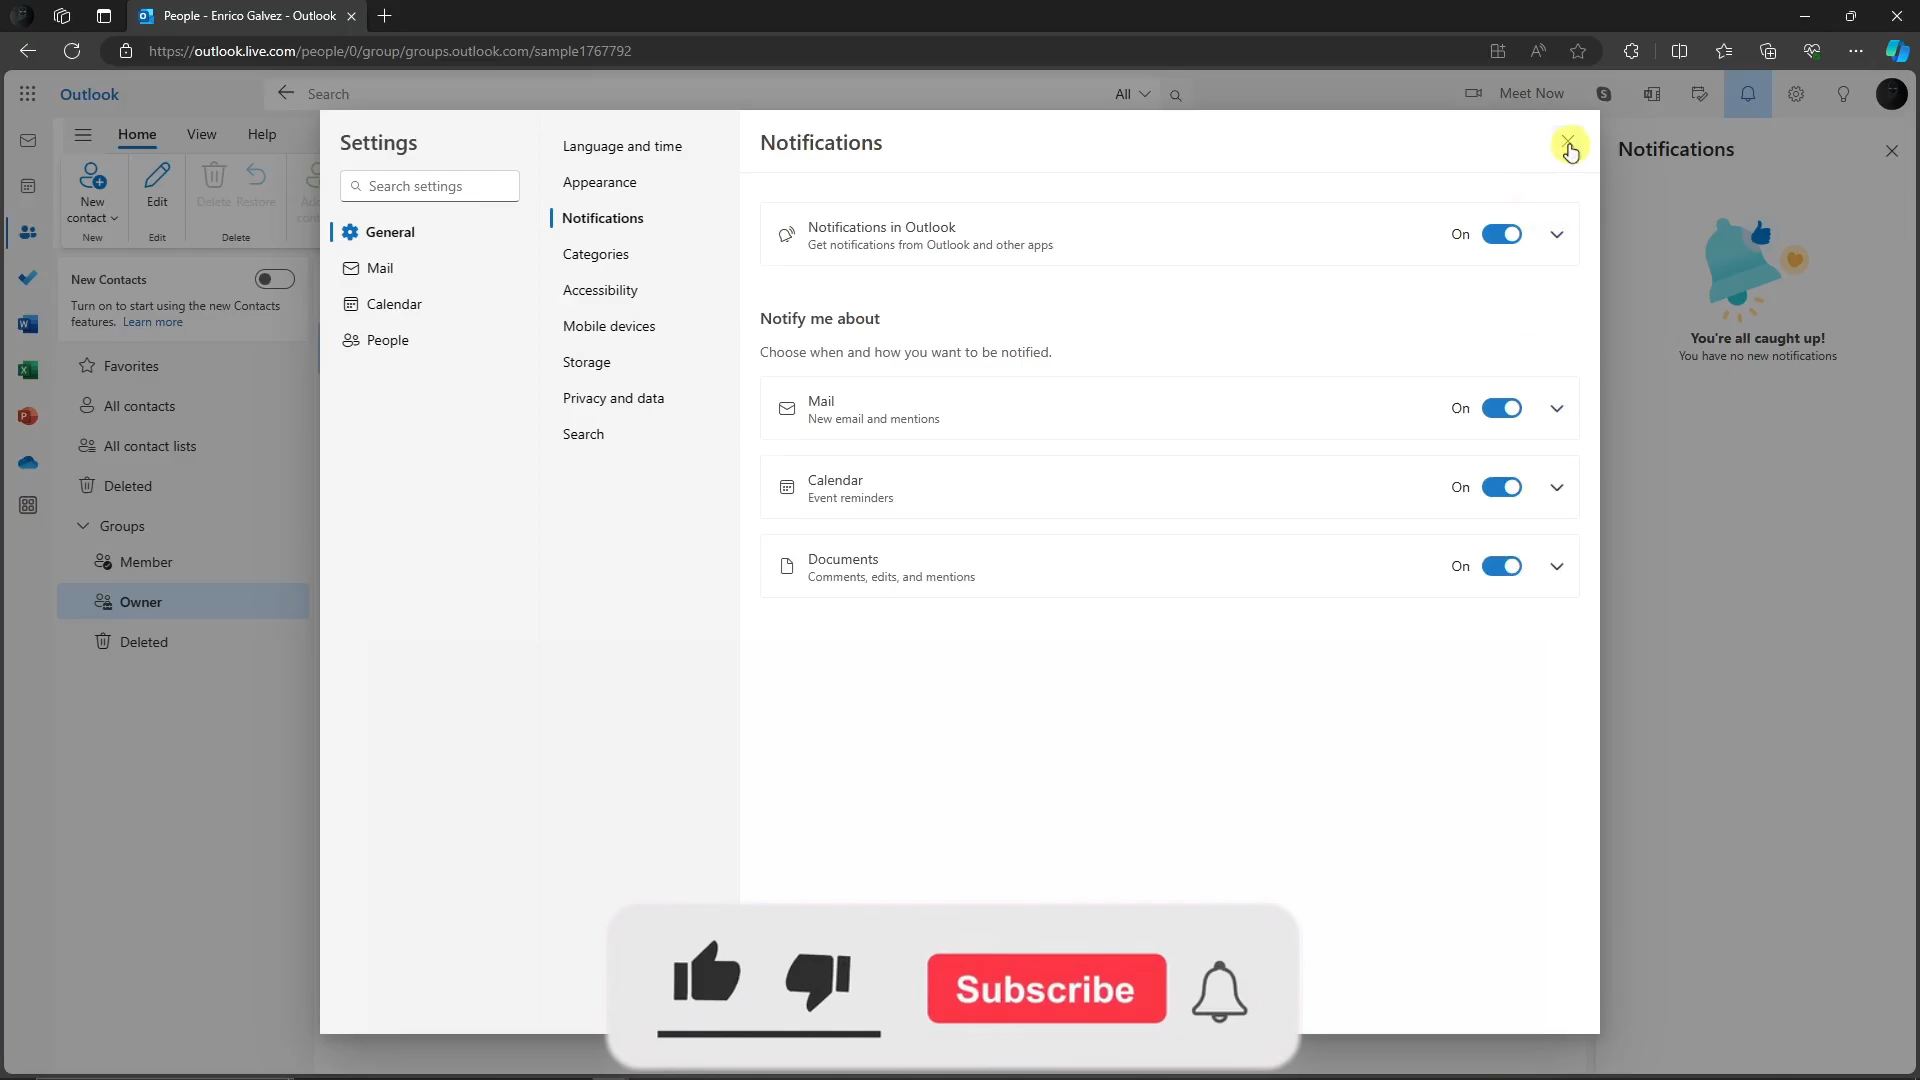 People - Enrico Galvez - Outlook
https://outlook.live.com/people/0/group/groups.outlook.com/sample1767792
Outlook
Search
All
Meet Now
Home
View
Help
New
contact
New
Edit
Edit
Delete
Restore
Delete
New Contacts
Turn on to start using the new Contacts
features. Learn more
Favorites
All contacts
All contact lists
Deleted
Groups
Member
Owner
Deleted
Settings
Search settings
General
Mail
Calendar
People
Language and time
Appearance
Notifications
Categories
Accessibility
Mobile devices
Storage
Privacy and data
Search
Notifications
Notifications in Outlook
Get notifications from Outlook and other apps
On
Notify me about
Choose when and how you want to be notified.
Mail
New email and mentions
On
Calendar
Event reminders
On
Documents
Comments, edits, and mentions
On
Notifications
You're all caught up!
You have no new notifications
Subscribe